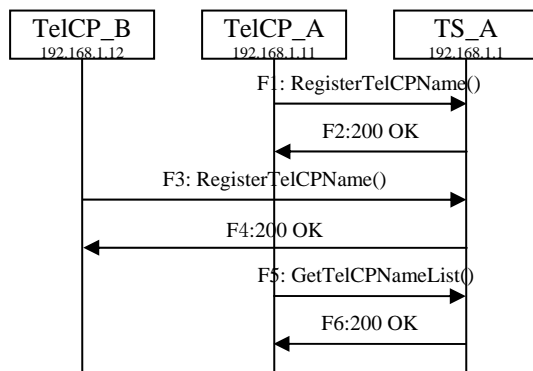 TelCP_B
192.168.1.12
TelCP_A
192.168.1.11
TS_A
192.168.1.1
F1: RegisterTelCPName()
F2:200 OK
F3: RegisterTelCPName()
F4:200 OK
F5: GetTelCPNameList()
F6:200 OK